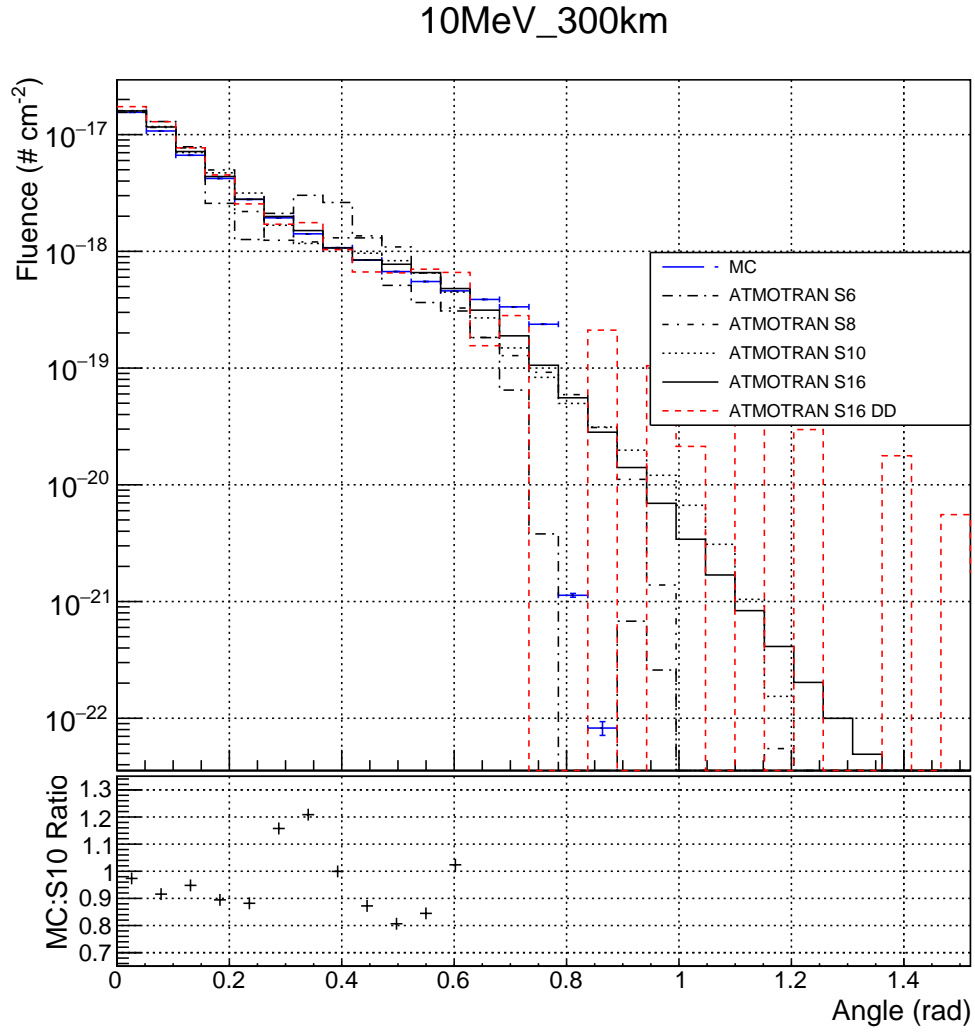 10MeV_300km
Fluence (# cm⁻²)
10⁻¹⁷
10⁻¹⁸
10⁻¹⁹
10⁻²⁰
10⁻²¹
10⁻²²
MC
ATMOTRAN S6
ATMOTRAN S8
ATMOTRAN S10
ATMOTRAN S16
ATMOTRAN S16 DD
MC:S10 Ratio
1.3
1.2
1.1
1
0.9
0.8
0.7
0 0.2 0.4 0.6 0.8 1 1.2 1.4
Angle (rad)